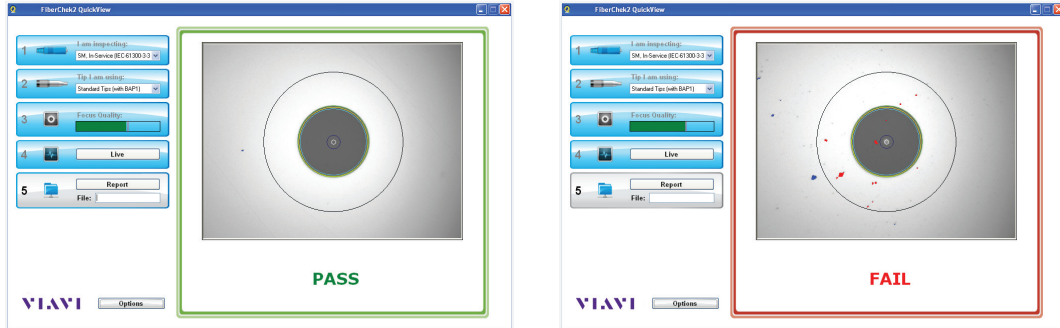 FiberChek2 QuickView
1
I am inspecting:
SM, In-Service (IEC-61300-3-3
2
Tip I am using:
Standard Tips (with BAP1)
3
Focus Quality:
4
Live
5
Report
File:
PASS
VIAVI
Options
FiberChek2 QuickView
1
I am inspecting:
SM, In-Service (IEC-61300-3-3
2
Tip I am using:
Standard Tips (with BAP1)
3
Focus Quality:
4
Live
5
Report
File:
FAIL
VIAVI
Options